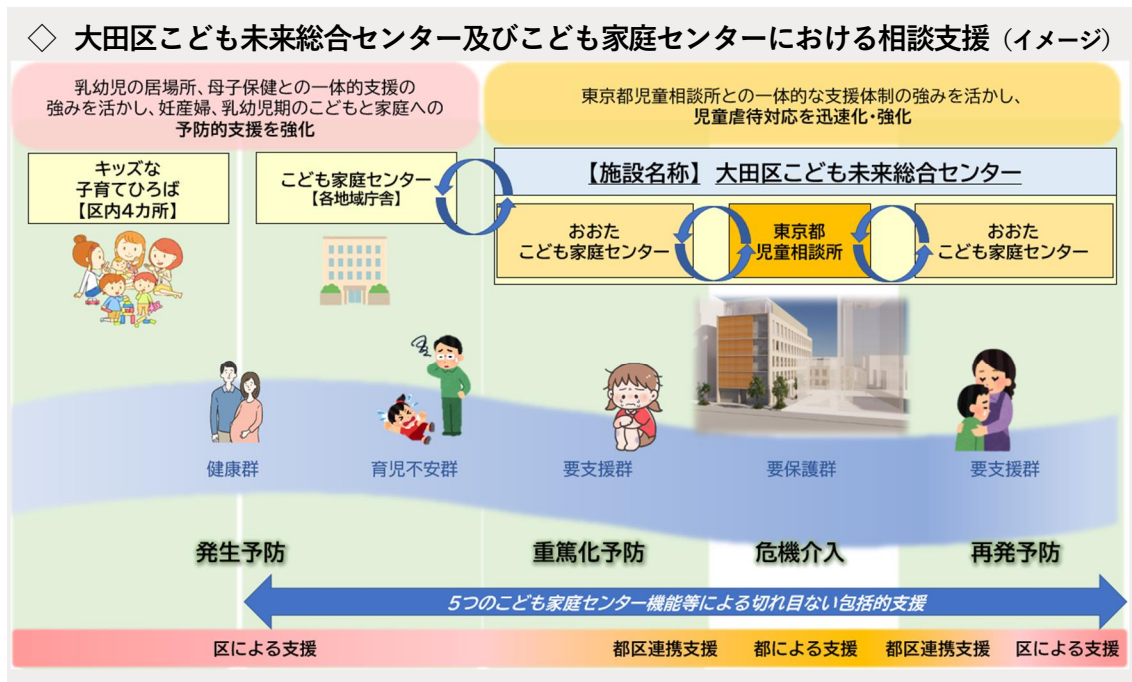 ◇ 大田区こども未来総合センター及びこども家庭センターにおける相談支援（イメージ）
乳幼児の居場所、母子保健との一体的支援の
強みを活かし、妊産婦、乳幼児期のこどもと家庭への
予防的支援を強化
東京都児童相談所との一体的な支援体制の強みを活かし、
児童虐待対応を迅速化・強化
キッズな
子育てひろば
【区内4カ所】
こども家庭センター
【各地域庁舎】
【施設名称】 大田区こども未来総合センター
おおた
こども家庭センター
東京都
児童相談所
おおた
こども家庭センター
健康群
育児不安群
要支援群
要保護群
要支援群
発生予防
重篤化予防
危機介入
再発予防
5つのこども家庭センター機能等による切れ目ない包括的支援
区による支援
都区連携支援
都による支援
都区連携支援
区による支援